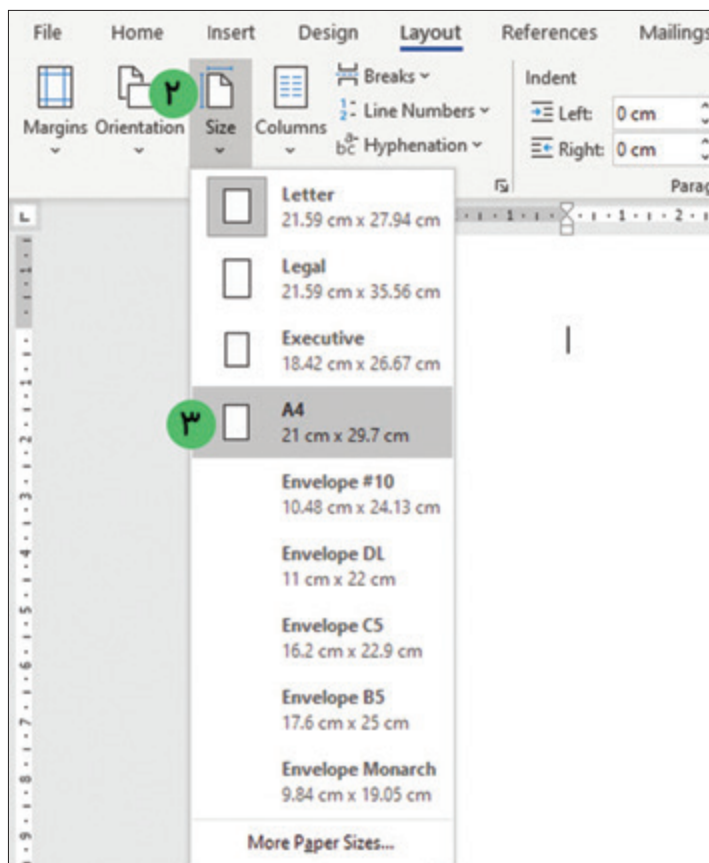 File Home Insert Design Layout References Mailings
Margins Orientation ۲ Size Columns
Breaks
Line Numbers
Hyphenation
Indent
Left: 0 cm
Right: 0 cm
Parag
Letter
21.59 cm x 27.94 cm
Legal
21.59 cm x 35.56 cm
Executive
18.42 cm x 26.67 cm
۳ A4
21 cm x 29.7 cm
Envelope #10
10.48 cm x 24.13 cm
Envelope DL
11 cm x 22 cm
Envelope C5
16.2 cm x 22.9 cm
Envelope B5
17.6 cm x 25 cm
Envelope Monarch
9.84 cm x 19.05 cm
More Paper Sizes...